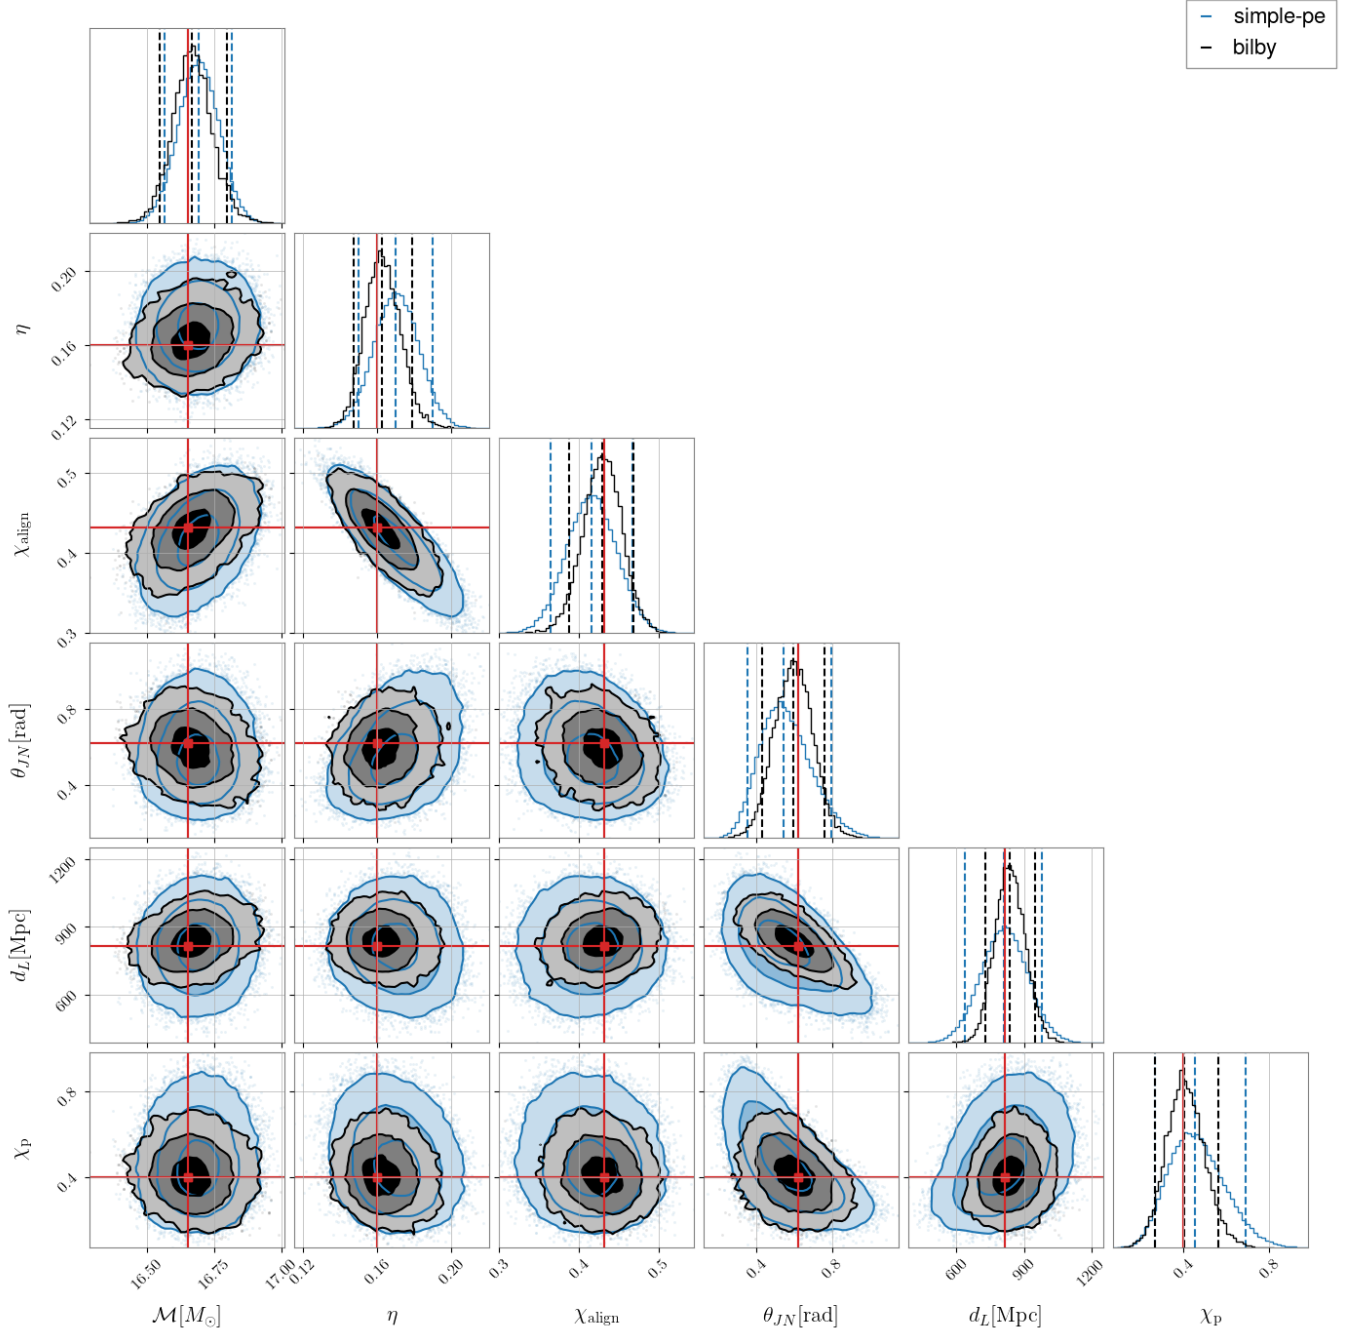 simple-pe
bilby
η
0.20
0.16
0.12
χalign
0.5
0.4
0.3
θJN[rad]
0.8
0.4
dL[Mpc]
1200
900
600
χp
0.8
0.4
16.50 16.75 17.00 0.12 0.16 0.20 0.3 0.4 0.5 0.4 0.8 600 900 1200 0.4 0.8
ℳ[M⊙] η χalign θJN[rad] dL[Mpc] χp